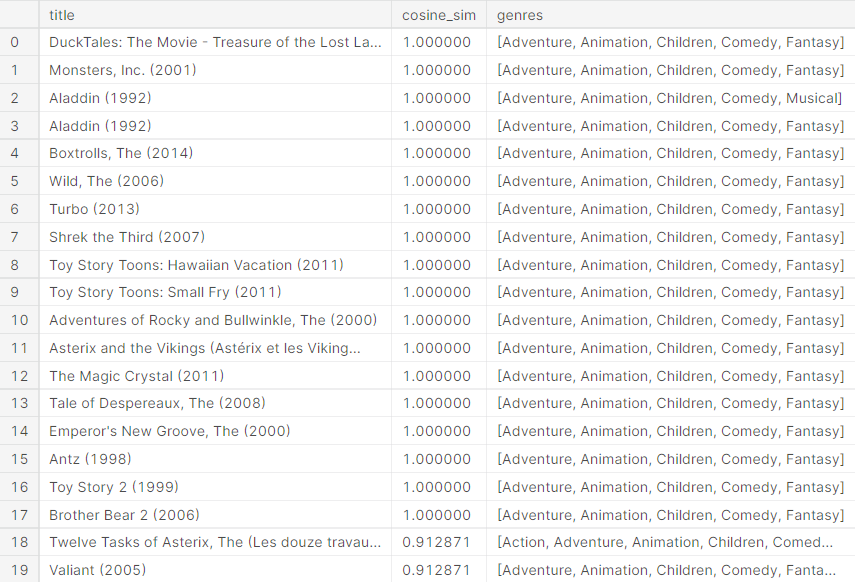 title cosine_sim genres
0 DuckTales: The Movie - Treasure of the Lost La... 1.000000 [Adventure, Animation, Children, Comedy, Fantasy]
1 Monsters, Inc. (2001) 1.000000 [Adventure, Animation, Children, Comedy, Fantasy]
2 Aladdin (1992) 1.000000 [Adventure, Animation, Children, Comedy, Musical]
3 Aladdin (1992) 1.000000 [Adventure, Animation, Children, Comedy, Fantasy]
4 Boxtrolls, The (2014) 1.000000 [Adventure, Animation, Children, Comedy, Fantasy]
5 Wild, The (2006) 1.000000 [Adventure, Animation, Children, Comedy, Fantasy]
6 Turbo (2013) 1.000000 [Adventure, Animation, Children, Comedy, Fantasy]
7 Shrek the Third (2007) 1.000000 [Adventure, Animation, Children, Comedy, Fantasy]
8 Toy Story Toons: Hawaiian Vacation (2011) 1.000000 [Adventure, Animation, Children, Comedy, Fantasy]
9 Toy Story Toons: Small Fry (2011) 1.000000 [Adventure, Animation, Children, Comedy, Fantasy]
10 Adventures of Rocky and Bullwinkle, The (2000) 1.000000 [Adventure, Animation, Children, Comedy, Fantasy]
11 Asterix and the Vikings (Astérix et les Viking... 1.000000 [Adventure, Animation, Children, Comedy, Fantasy]
12 The Magic Crystal (2011) 1.000000 [Adventure, Animation, Children, Comedy, Fantasy]
13 Tale of Despereaux, The (2008) 1.000000 [Adventure, Animation, Children, Comedy, Fantasy]
14 Emperor's New Groove, The (2000) 1.000000 [Adventure, Animation, Children, Comedy, Fantasy]
15 Antz (1998) 1.000000 [Adventure, Animation, Children, Comedy, Fantasy]
16 Toy Story 2 (1999) 1.000000 [Adventure, Animation, Children, Comedy, Fantasy]
17 Brother Bear 2 (2006) 1.000000 [Adventure, Animation, Children, Comedy, Fantasy]
18 Twelve Tasks of Asterix, The (Les douze travau... 0.912871 [Action, Adventure, Animation, Children, Comed...
19 Valiant (2005) 0.912871 [Adventure, Animation, Children, Comedy, Fanta...